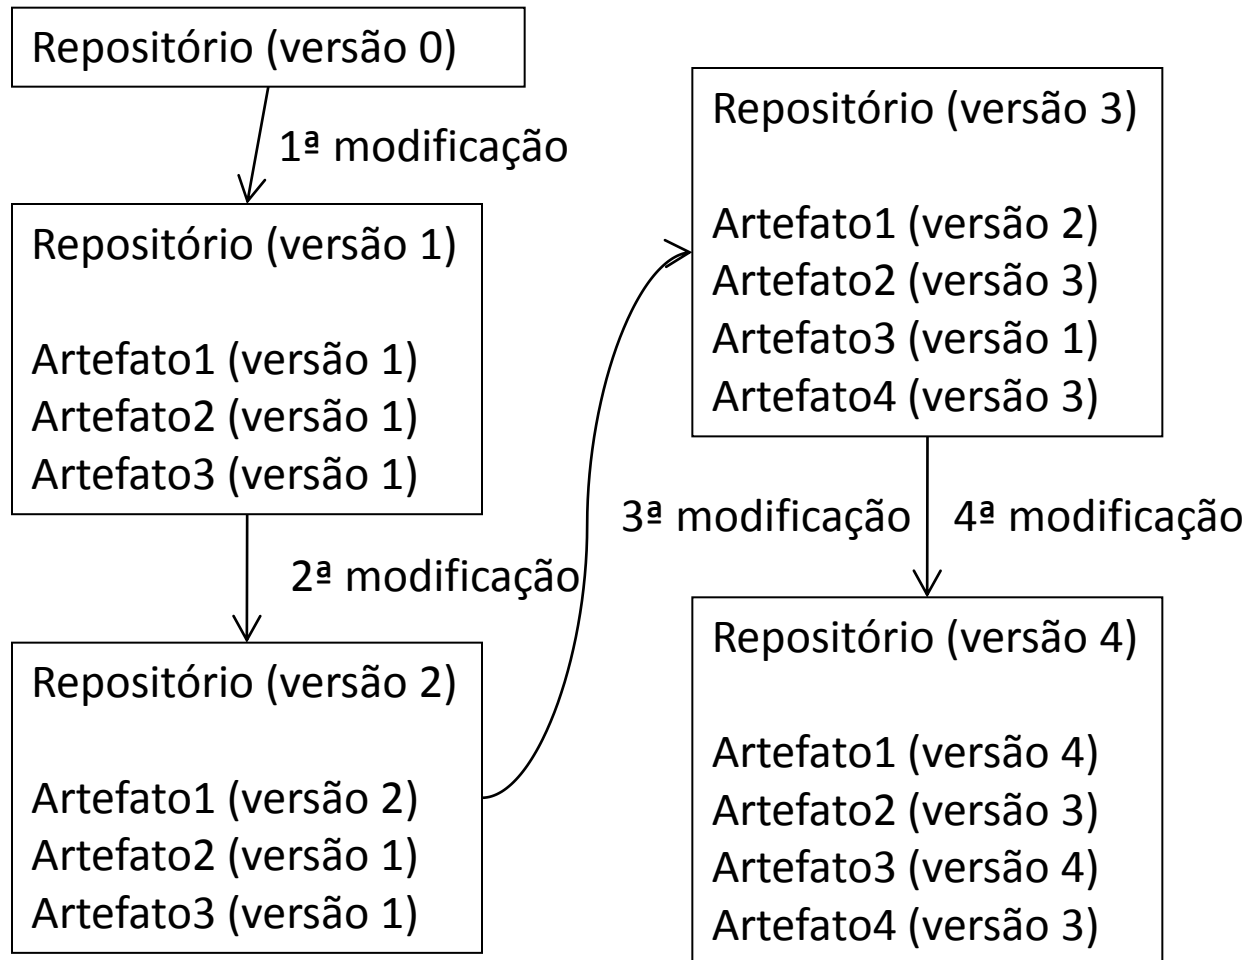 Repositório (versão 0)
1ª modificação
Repositório (versão 1)
Artefato1 (versão 1)
Artefato2 (versão 1)
Artefato3 (versão 1)
2ª modificação
Repositório (versão 2)
Artefato1 (versão 2)
Artefato2 (versão 1)
Artefato3 (versão 1)
3ª modificação
Repositório (versão 3)
Artefato1 (versão 2)
Artefato2 (versão 3)
Artefato3 (versão 1)
Artefato4 (versão 3)
4ª modificação
Repositório (versão 4)
Artefato1 (versão 4)
Artefato2 (versão 3)
Artefato3 (versão 4)
Artefato4 (versão 3)